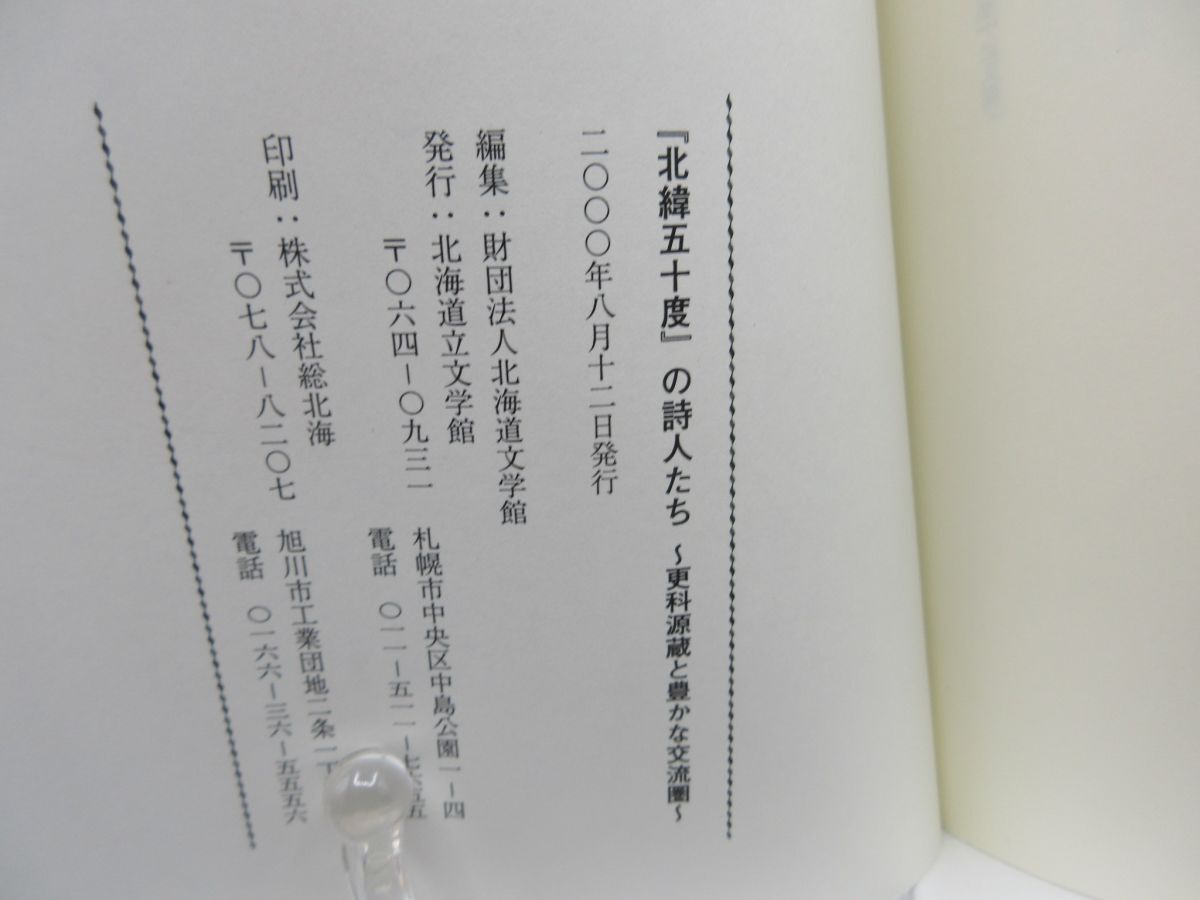 『北緯五十度』の詩人たち ～更科源蔵と豊かな交流圏～
二〇〇〇年八月十二日発行
編集：財団法人北海道文学館
発行：北海道立文学館
〒〇六四－〇九三一 札幌市中央区中島公園一－四
電話 〇一一－五一一－七六五五
印刷：株式会社総北海
〒〇七八－八二〇七 旭川市工業団地二条一
電話 〇一六六－三六－五五五六